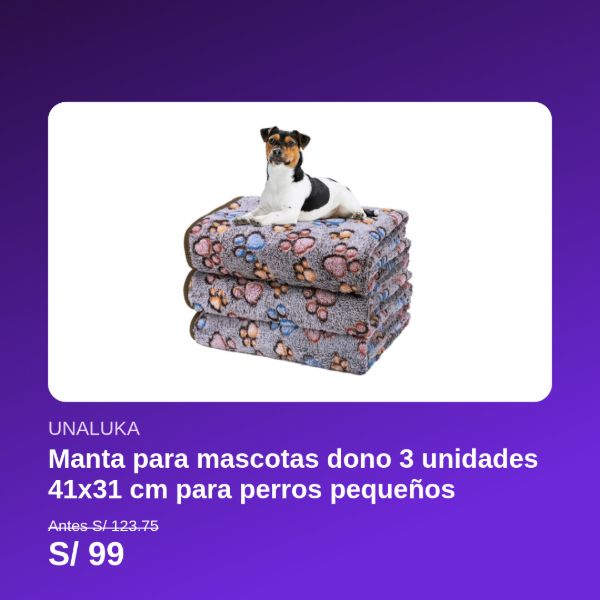 UNALUKA
Manta para mascotas dono 3 unidades
41x31 cm para perros pequeños
Antes S/ 123.75
S/ 99